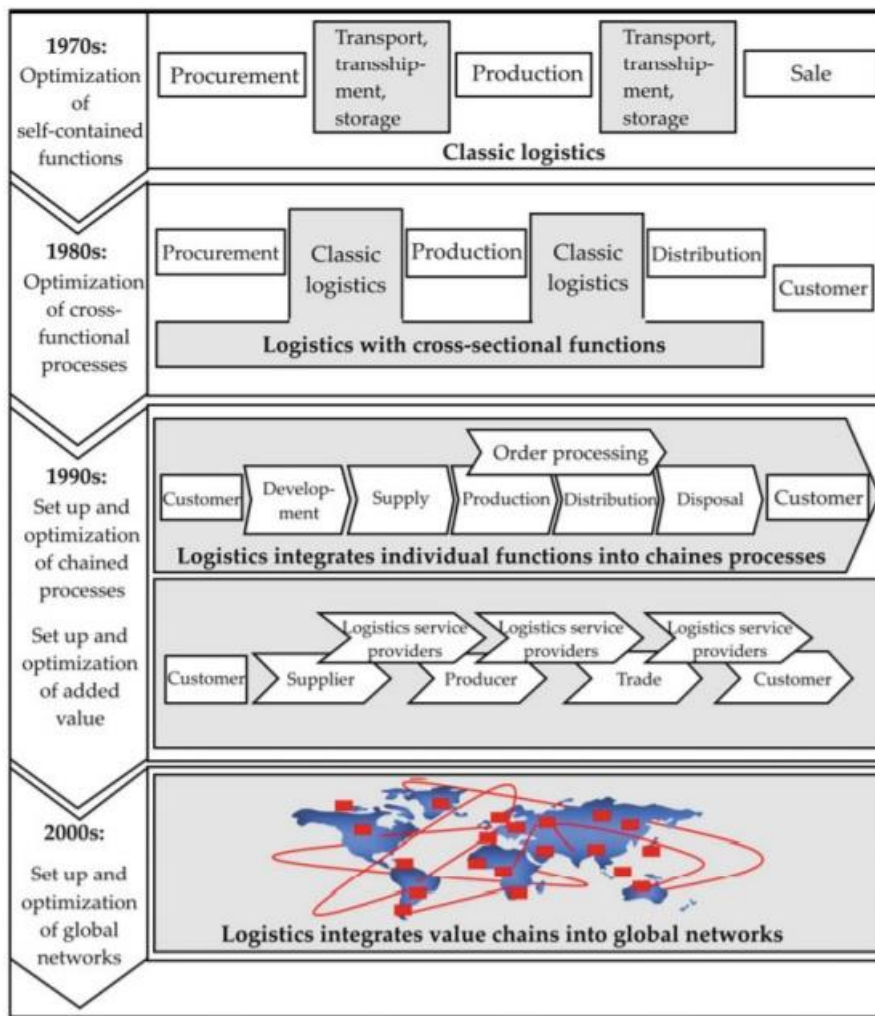 1970s:
Optimization
of
self-contained
functions
Procurement
Transport,
transship-
ment,
storage
Production
Transport,
transship-
ment,
storage
Sale
Classic logistics
1980s:
Optimization
of cross-
functional
processes
Procurement
Classic
logistics
Production
Classic
logistics
Distribution
Customer
Logistics with cross-sectional functions
1990s:
Set up and
optimization
of chained
processes
Set up and
optimization
of added
value
Order processing
Customer
Develop-
ment
Supply
Production
Distribution
Disposal
Customer
Logistics integrates individual functions into chaines processes
Logistics service
providers
Logistics service
providers
Logistics service
providers
Customer
Supplier
Producer
Trade
Customer
2000s:
Set up and
optimization
of global
networks
Logistics integrates value chains into global networks